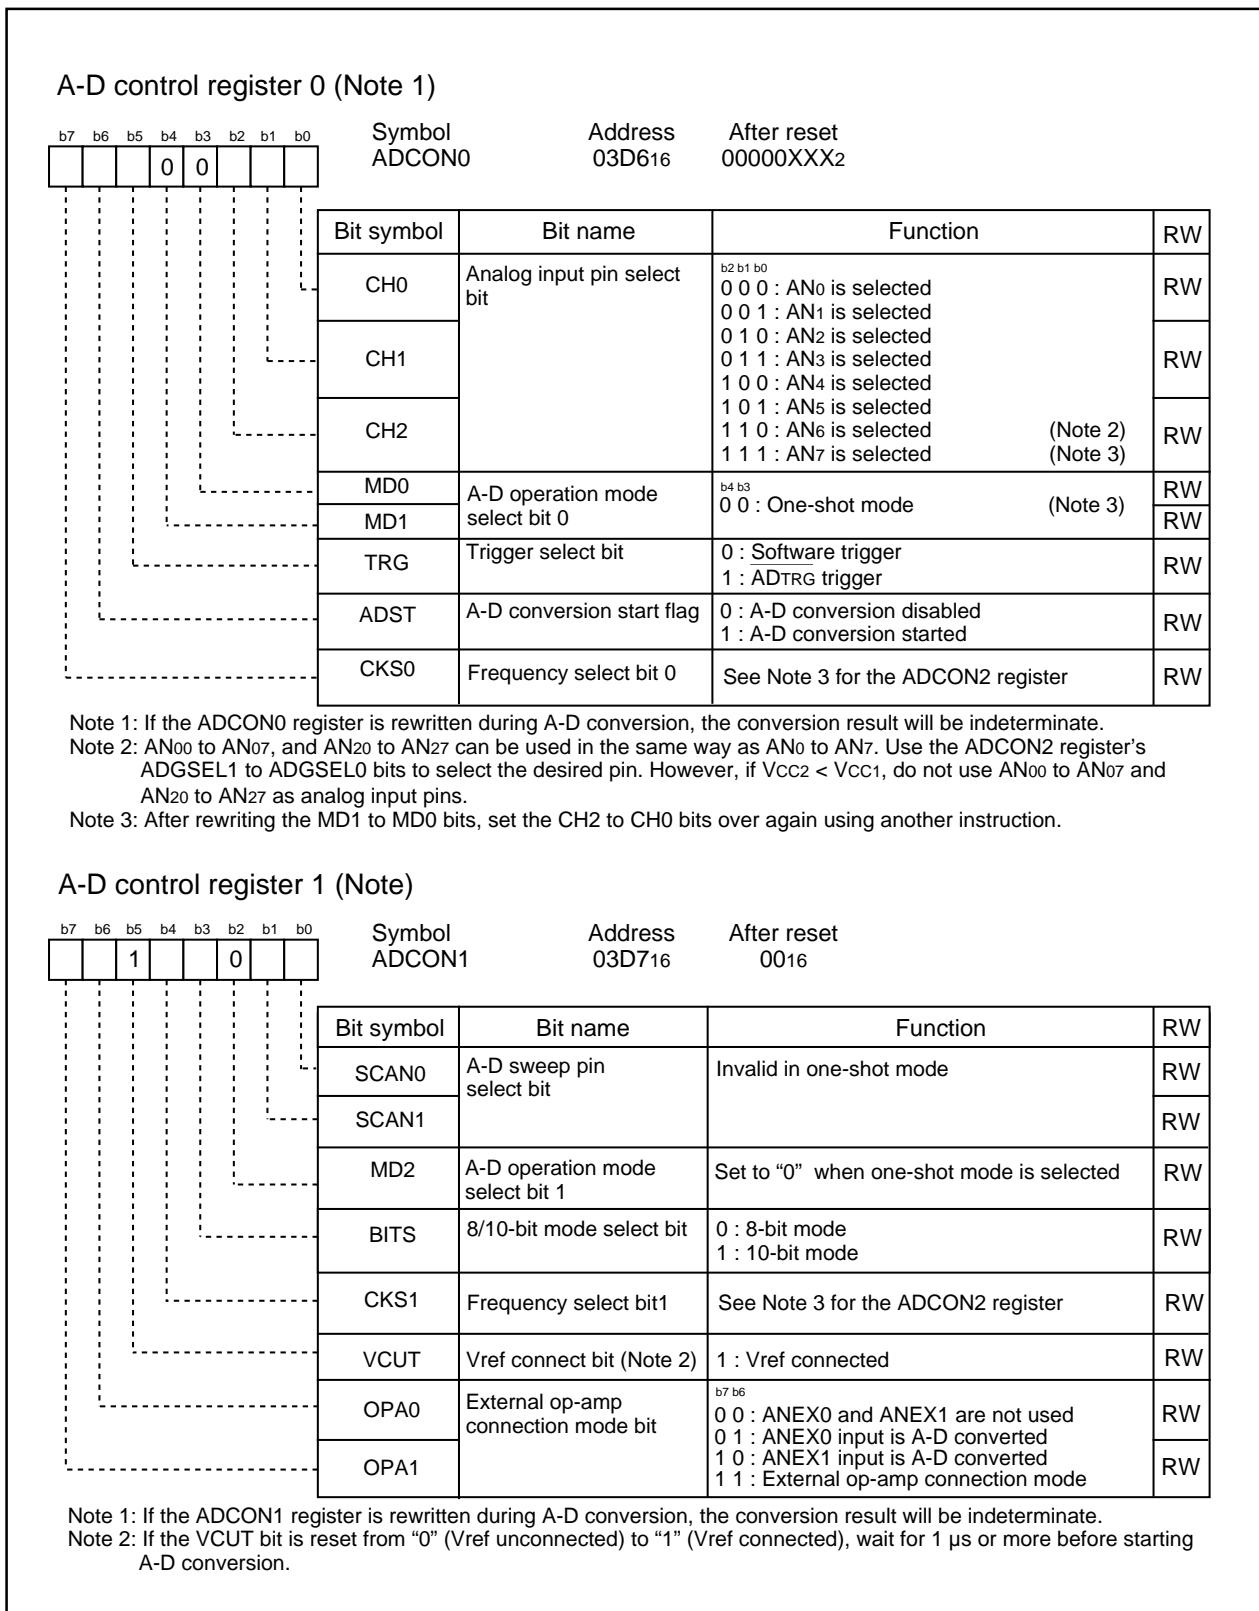 A-D control register 0 (Note 1)
b7 b6 b5 b4 b3 b2 b1 b0
0 0
Symbol Address After reset
ADCON0 03D616 00000XXX2
Bit symbol Bit name Function RW
CH0 Analog input pin select bit RW
b2 b1 b0
0 0 0 : AN0 is selected
0 0 1 : AN1 is selected
0 1 0 : AN2 is selected
CH1 0 1 1 : AN3 is selected RW
1 0 0 : AN4 is selected
1 0 1 : AN5 is selected
CH2 1 1 0 : AN6 is selected (Note 2) RW
1 1 1 : AN7 is selected (Note 3)
MD0 A-D operation mode select bit 0 RW
b4 b3
0 0 : One-shot mode (Note 3)
MD1 RW
TRG Trigger select bit 0 : Software trigger RW
1 : ADTRG trigger
ADST A-D conversion start flag 0 : A-D conversion disabled RW
1 : A-D conversion started
CKS0 Frequency select bit 0 See Note 3 for the ADCON2 register RW
Note 1: If the ADCON0 register is rewritten during A-D conversion, the conversion result will be indeterminate.
Note 2: AN00 to AN07, and AN20 to AN27 can be used in the same way as AN0 to AN7. Use the ADCON2 register's
ADGSEL1 to ADGSEL0 bits to select the desired pin. However, if VCC2 < VCC1, do not use AN00 to AN07 and
AN20 to AN27 as analog input pins.
Note 3: After rewriting the MD1 to MD0 bits, set the CH2 to CH0 bits over again using another instruction.
A-D control register 1 (Note)
b7 b6 b5 b4 b3 b2 b1 b0
1 0
Symbol Address After reset
ADCON1 03D716 0016
Bit symbol Bit name Function RW
SCAN0 A-D sweep pin select bit Invalid in one-shot mode RW
SCAN1 RW
MD2 A-D operation mode select bit 1 Set to “0” when one-shot mode is selected RW
BITS 8/10-bit mode select bit 0 : 8-bit mode RW
1 : 10-bit mode
CKS1 Frequency select bit1 See Note 3 for the ADCON2 register RW
VCUT Vref connect bit (Note 2) 1 : Vref connected RW
OPA0 External op-amp connection mode bit RW
b7 b6
0 0 : ANEX0 and ANEX1 are not used
0 1 : ANEX0 input is A-D converted
OPA1 1 0 : ANEX1 input is A-D converted RW
1 1 : External op-amp connection mode
Note 1: If the ADCON1 register is rewritten during A-D conversion, the conversion result will be indeterminate.
Note 2: If the VCUT bit is reset from “0” (Vref unconnected) to “1” (Vref connected), wait for 1 µs or more before starting
A-D conversion.